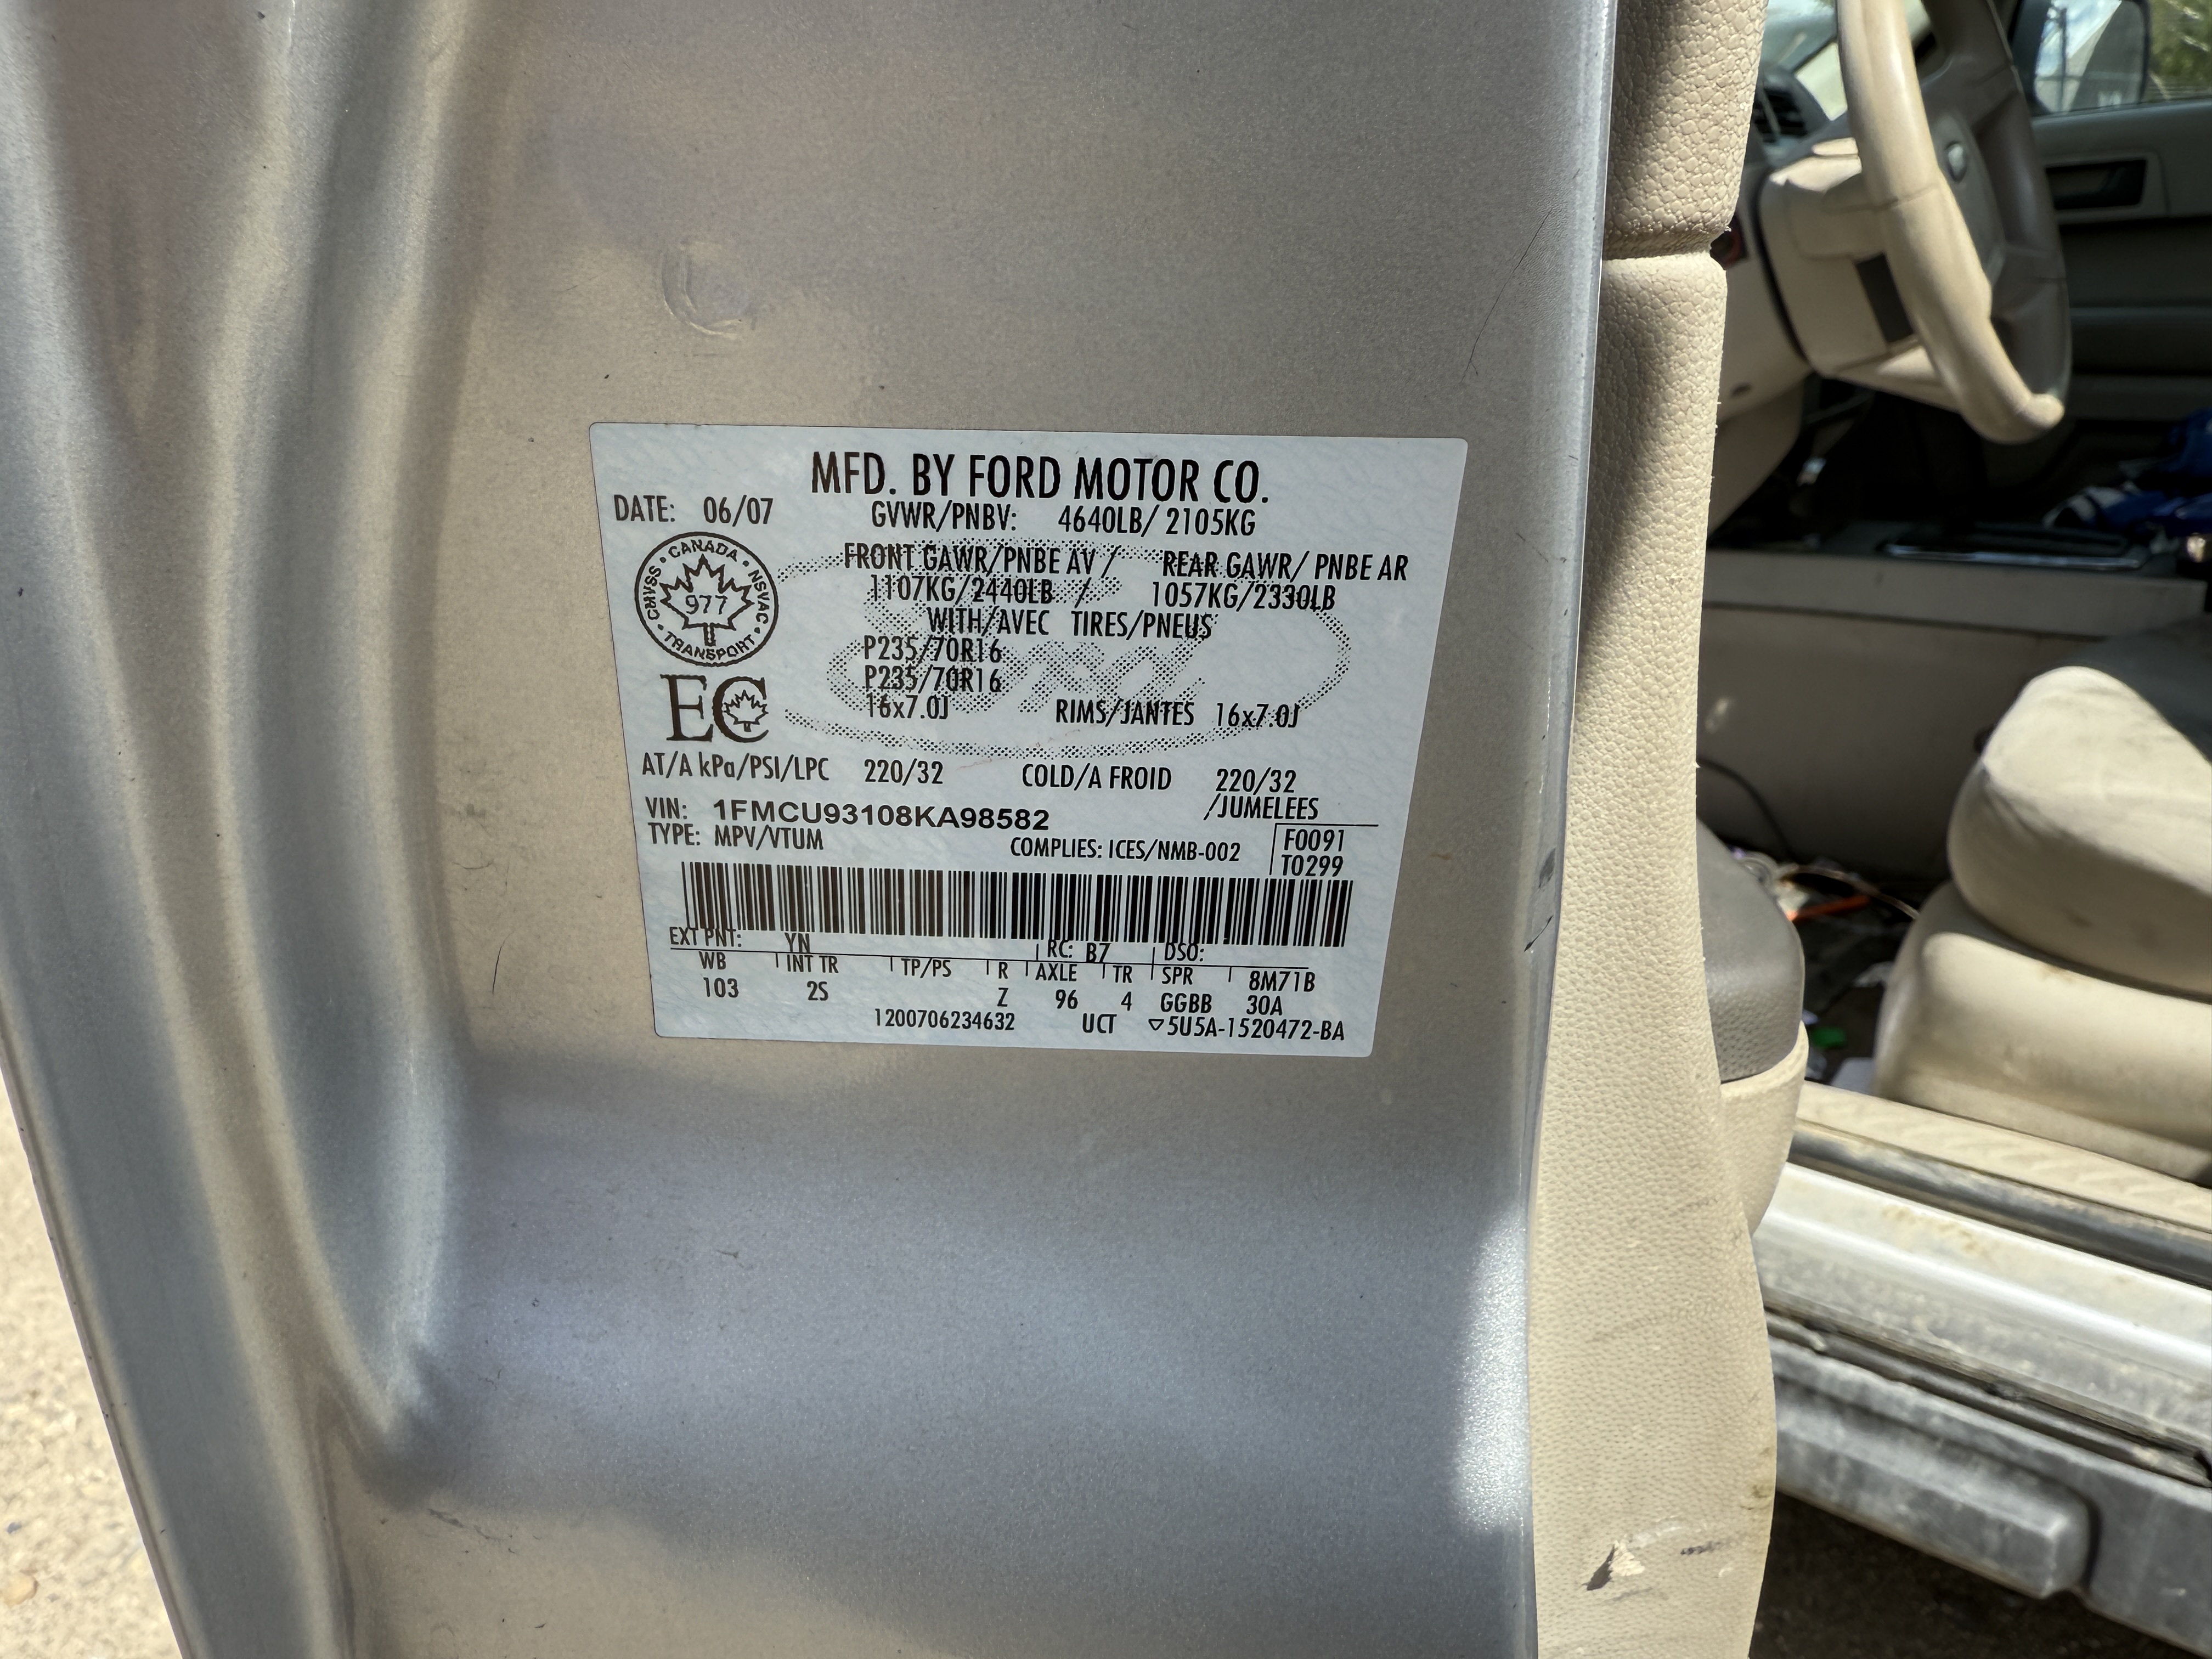 MFD. BY FORD MOTOR CO.
DATE: 06/07 GVWR/PNBV: 4640LB/ 2105KG
FRONT GAWR/PNBE AV / REAR GAWR/ PNBE AR
1107KG/2440LB / 1057KG/2330LB
WITH/AVEC TIRES/PNEUS
P235/70R16
P235/70R16
16x7.0J RIMS/JANTES 16x7.0J
CANADA • NSVAC • TRANSPORT • CMVSS •
977
EC
AT/A kPa/PSI/LPC 220/32 COLD/A FROID 220/32
VIN: 1FMCU93108KA98582 /JUMELEES
TYPE: MPV/VTUM COMPLIES: ICES/NMB-002 F0091
T0299
EXT PNT: YN RC: B7 DSO:
WB INT TR TP/PS R AXLE TR SPR 8M71B
103 2S Z 96 4 GGBB 30A
1200706234632 UCT ▽5U5A-1520472-BA